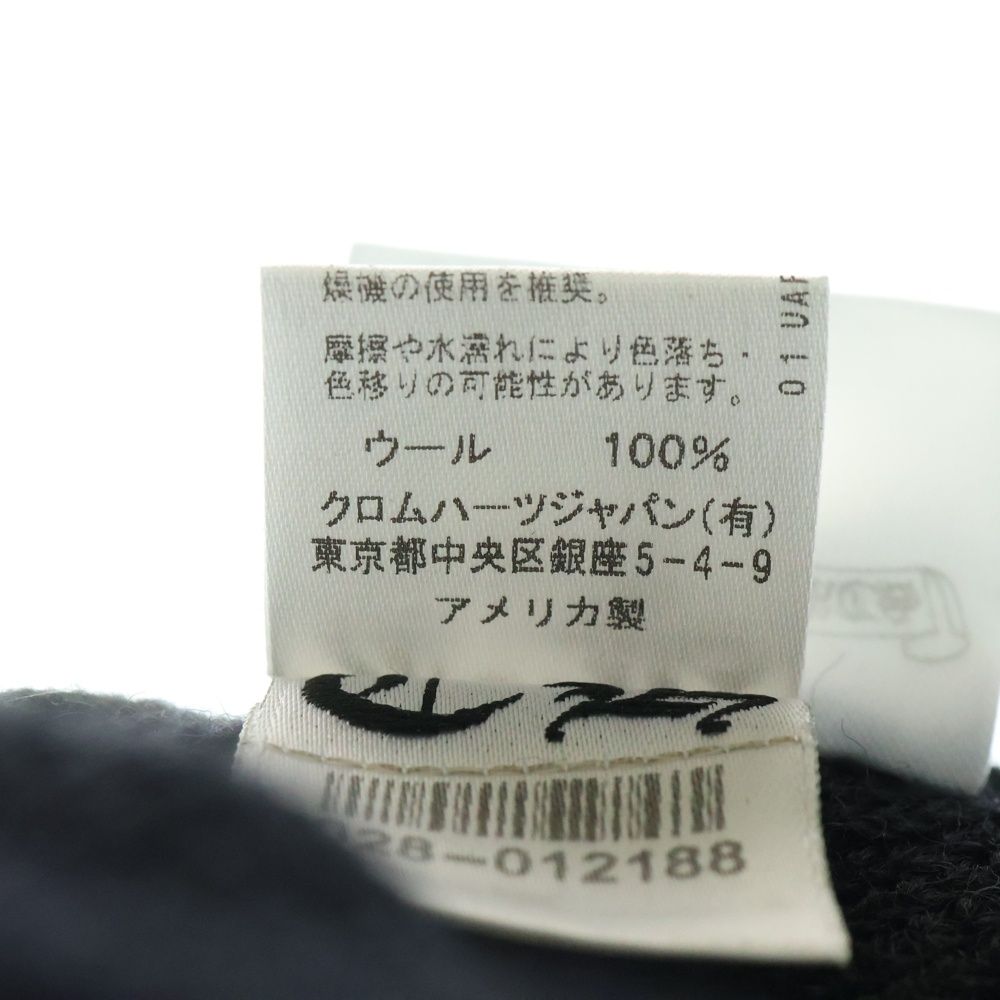 燥機の使用を推奨。
摩擦や水濡れにより色落ち・
色移りの可能性があります。
ウール 100%
クロムハーツジャパン(有)
東京都中央区銀座5-4-9
アメリカ製
28-012188